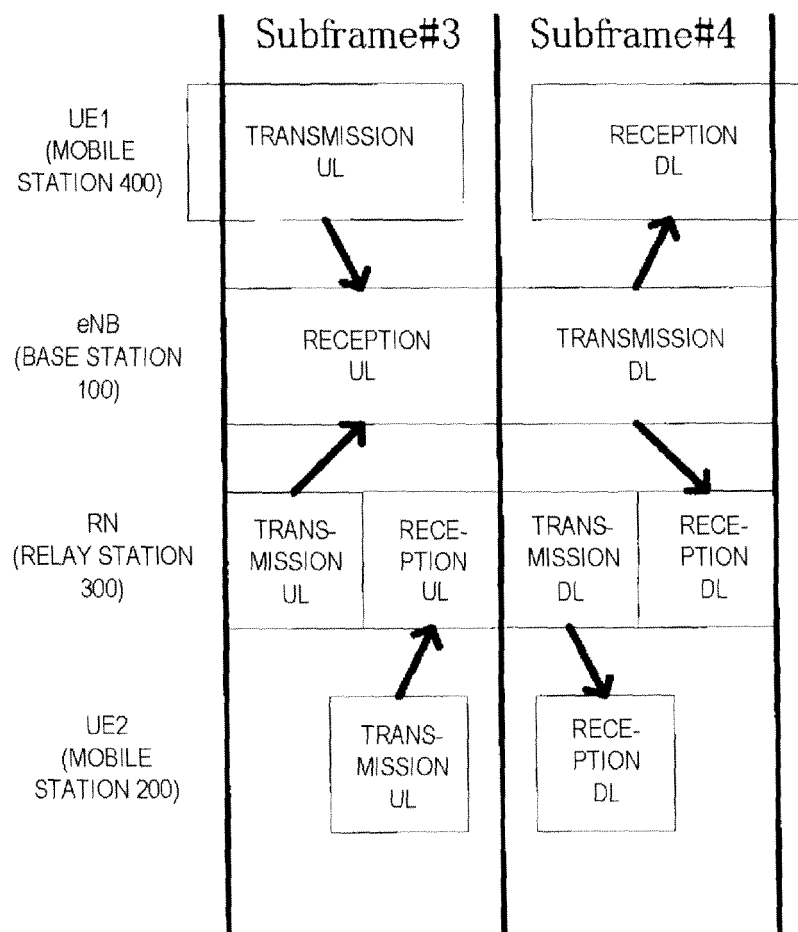 Subframe#3 Subframe#4
UE1
(MOBILE
STATION 400)
TRANSMISSION
UL
RECEPTION
DL
eNB
(BASE STATION
100)
RECEPTION
UL
TRANSMISSION
DL
RN
(RELAY STATION
300)
TRANS-
MISSION
UL
RECE-
PTION
UL
TRANS-
MISSION
DL
RECE-
PTION
DL
UE2
(MOBILE
STATION 200)
TRANS-
MISSION
UL
RECE-
PTION
DL